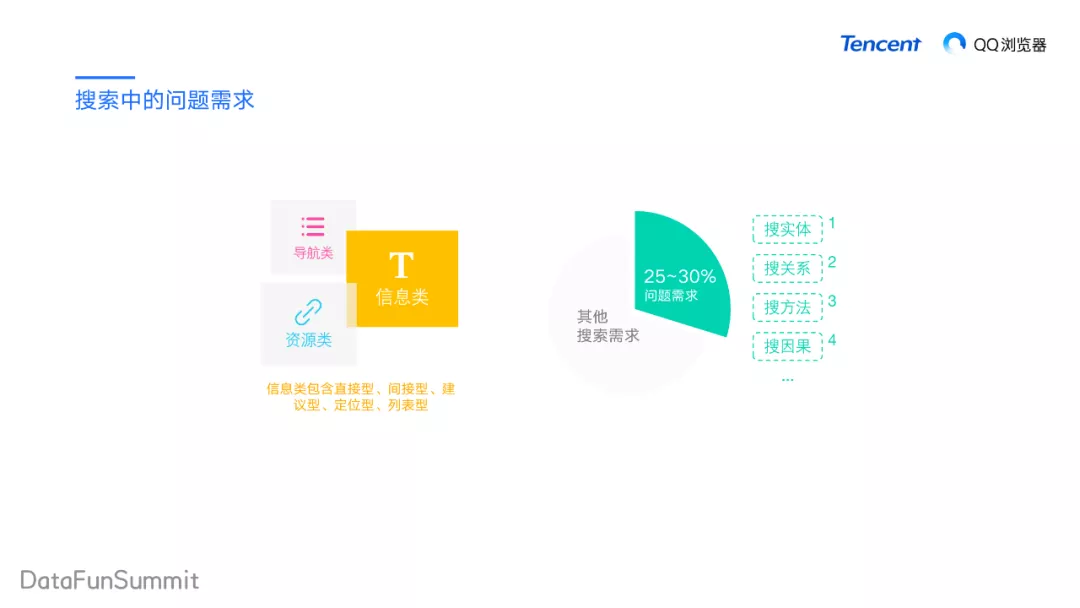 Tencent QQ浏览器
搜索中的问题需求
导航类
T
信息类
资源类
信息类包含直接型、间接型、建
议型、定位型、列表型
25~30%
问题需求
其他
搜索需求
搜实体 1
搜关系 2
搜方法 3
搜因果 4
...
DataFunSummit